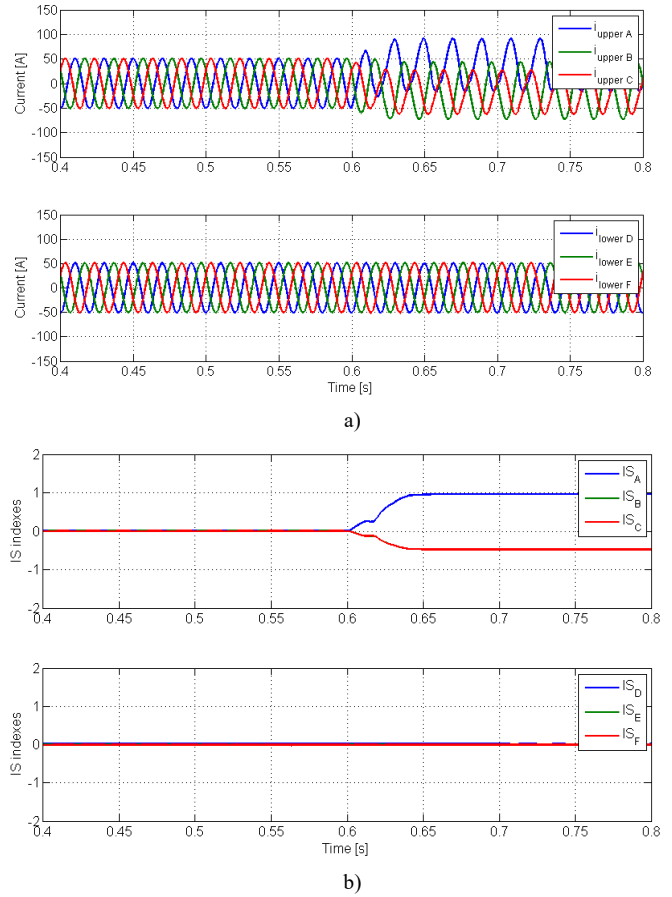 150
100
50
0
-50
-100
-150
Current [A]
i upper A
i upper B
i upper C
0.4 0.45 0.5 0.55 0.6 0.65 0.7 0.75 0.8
150
100
50
0
-50
-100
-150
Current [A]
i lower D
i lower E
i lower F
0.4 0.45 0.5 0.55 0.6 0.65 0.7 0.75 0.8
Time [s]
a)
2
1
0
-1
-2
IS indexes
IS A
IS B
IS C
0.4 0.45 0.5 0.55 0.6 0.65 0.7 0.75 0.8
2
1
0
-1
-2
IS indexes
IS D
IS E
IS F
0.4 0.45 0.5 0.55 0.6 0.65 0.7 0.75 0.8
Time [s]
b)